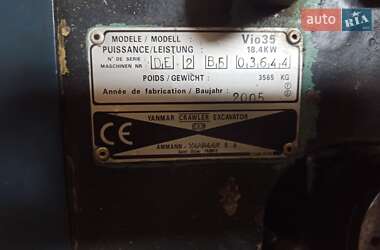 auto RIA.com
MODELE / MODELL : Vio35
PUISSANCE/LEISTUNG : 18.4KW
N° DE SERIE
MASCHINEN NR DE 2 BF 03644
POIDS / GEWICHT : 3565 KG
Année de fabrication / Baujahr : 2005
YANMAR CRAWLER EXCAVATOR
CE
AMMANN-YANMAR S A